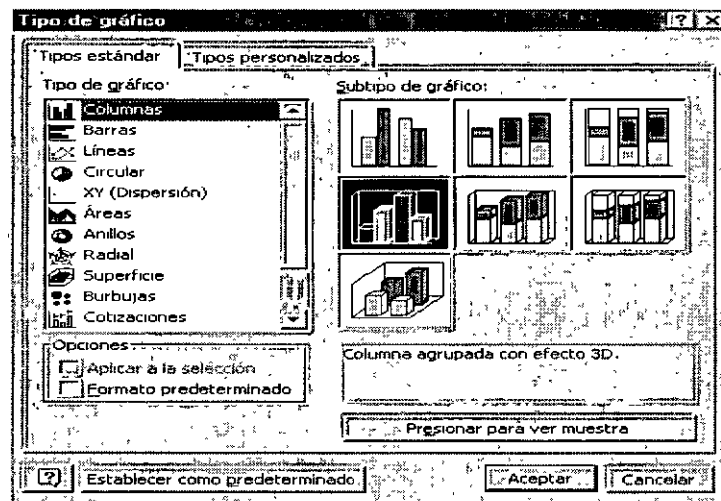 Tipo de gráfico
Tipos estándar
Tipos personalizados
Tipo de gráfico:
Columnas
Barras
Líneas
Circular
XY (Dispersión)
Áreas
Anillos
Radial
Superficie
Burbujas
Cotizaciones
Subtipo de gráfico:
Columna agrupada con efecto 3D.
Opciones
Aplicar a la selección
Formato predeterminado
Presionar para ver muestra
Establecer como predeterminado
Aceptar
Cancelar